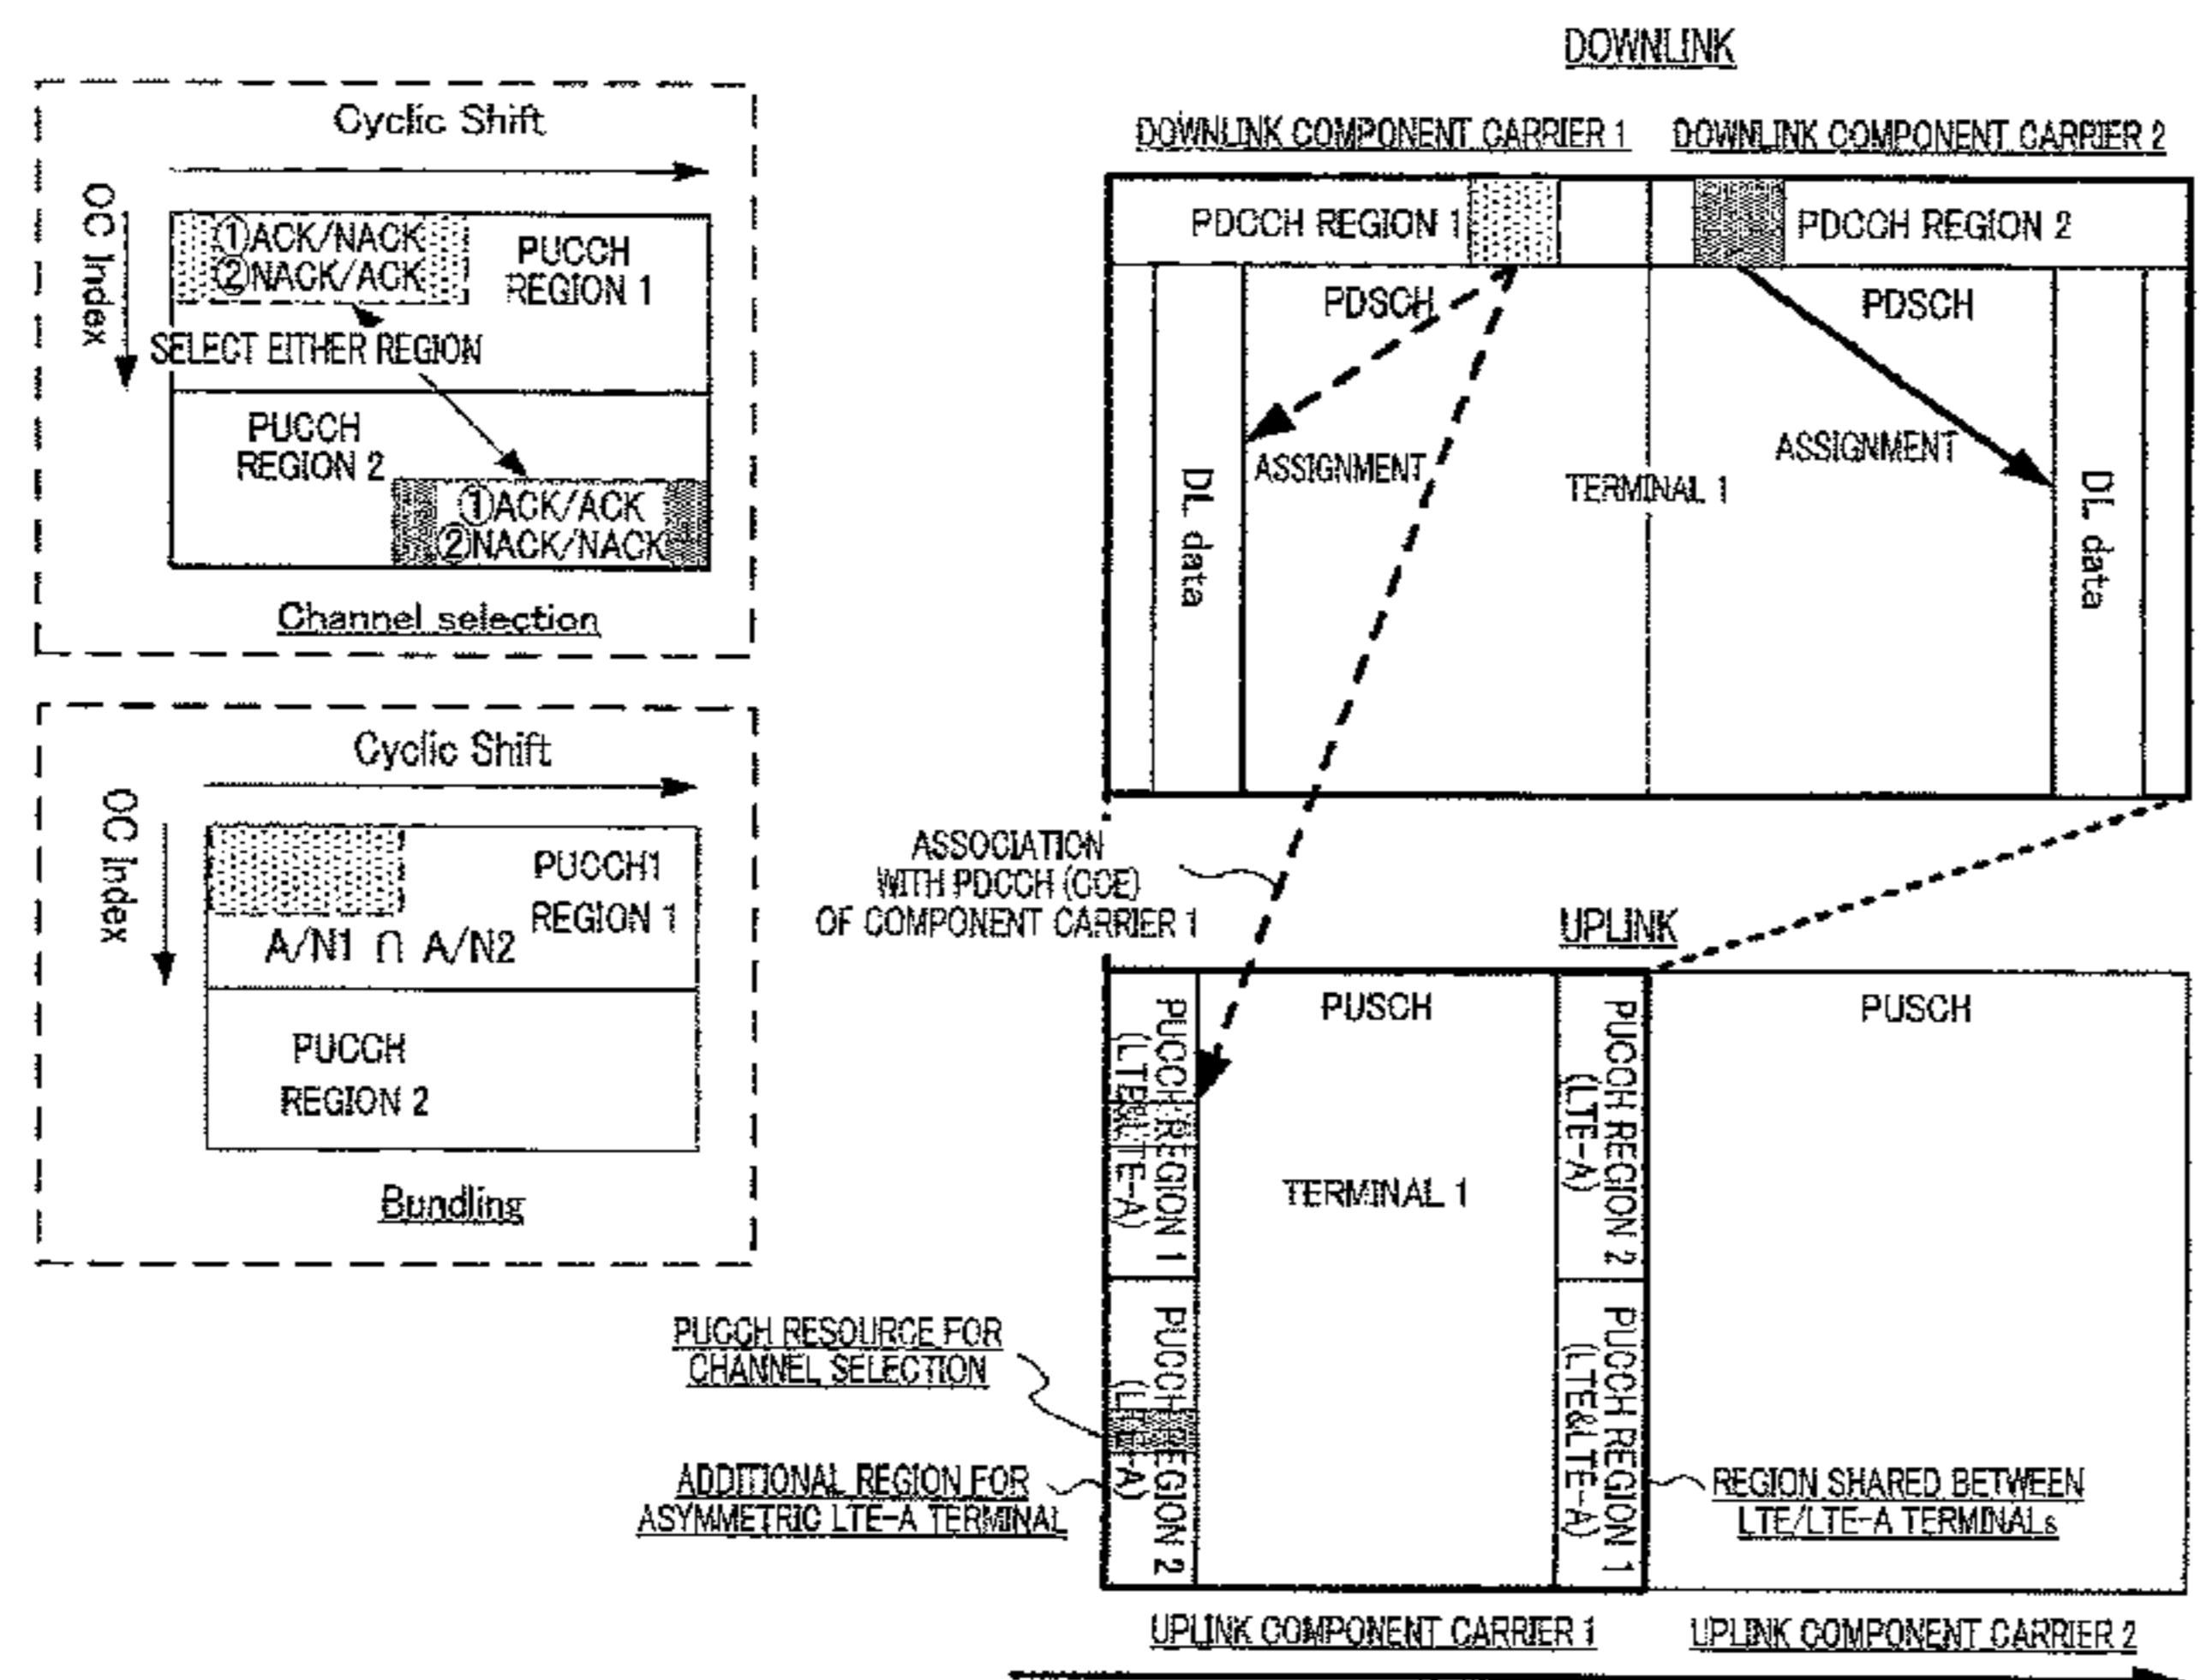 Cyclic Shift
OC Index
①ACK/NACK
②NACK/ACK
PUCCH
REGION 1
SELECT EITHER REGION
PUCCH
REGION 2
①ACK/ACK
②NACK/NACK
Channel selection
Cyclic Shift
OC Index
PUCCH1
REGION 1
A/N1 ∩ A/N2
PUCCH
REGION 2
Bundling
DOWNLINK
DOWNLINK COMPONENT CARRIER 1
DOWNLINK COMPONENT CARRIER 2
PDCCH REGION 1
PDCCH REGION 2
PDSCH
PDSCH
ASSIGNMENT
ASSIGNMENT
TERMINAL 1
DL data
DL data
ASSOCIATION
WITH PDCCH (CCE)
OF COMPONENT CARRIER 1
UPLINK
PUSCH
PUSCH
PUCCH REGION 1
(LTE&LTE-A)
TERMINAL 1
PUCCH REGION 2
(LTE-A)
PUCCH REGION 2
(LTE-A)
PUCCH REGION 1
(LTE&LTE-A)
PUCCH RESOURCE FOR
CHANNEL SELECTION
ADDITIONAL REGION FOR
ASYMMETRIC LTE-A TERMINAL
REGION SHARED BETWEEN
LTE/LTE-A TERMINALs
UPLINK COMPONENT CARRIER 1
UPLINK COMPONENT CARRIER 2